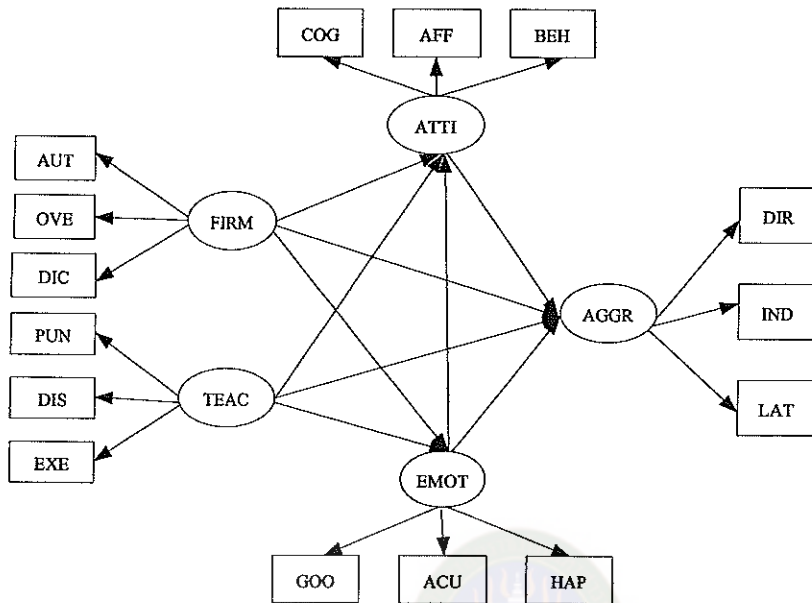 COG AFF BEH
ATTI
AUT
OVE FIRM
DIC
DIR
IND
LAT
AGGR
PUN
DIS TEAC
EXE
EMOT
GOO ACU HAP